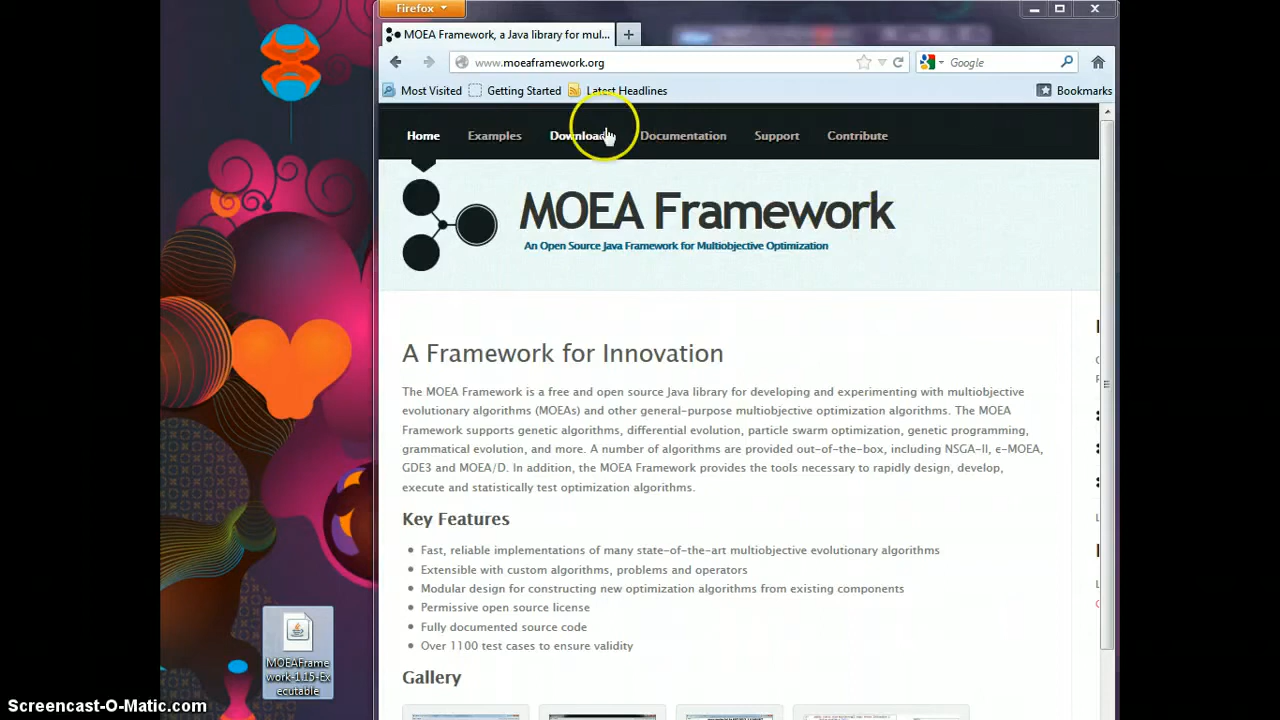 Firefox
MOEA Framework, a Java library for mul...
www.moeaframework.org
Google
Most Visited
Getting Started
Latest Headlines
Bookmarks
Home
Examples
Downloads
Documentation
Support
Contribute
MOEA Framework
An Open Source Java Framework for Multiobjective Optimization
A Framework for Innovation
The MOEA Framework is a free and open source Java library for developing and experimenting with multiobjective
evolutionary algorithms (MOEAs) and other general-purpose multiobjective optimization algorithms. The MOEA
Framework supports genetic algorithms, differential evolution, particle swarm optimization, genetic programming,
grammatical evolution, and more. A number of algorithms are provided out-of-the-box, including NSGA-II, ϵ-MOEA,
GDE3 and MOEA/D. In addition, the MOEA Framework provides the tools necessary to rapidly design, develop,
execute and statistically test optimization algorithms.
Key Features
Fast, reliable implementations of many state-of-the-art multiobjective evolutionary algorithms
Extensible with custom algorithms, problems and operators
Modular design for constructing new optimization algorithms from existing components
Permissive open source license
Fully documented source code
Over 1100 test cases to ensure validity
Gallery
MOEAFrame
work-1.15-Ex
ecutable
Screencast-O-Matic.com